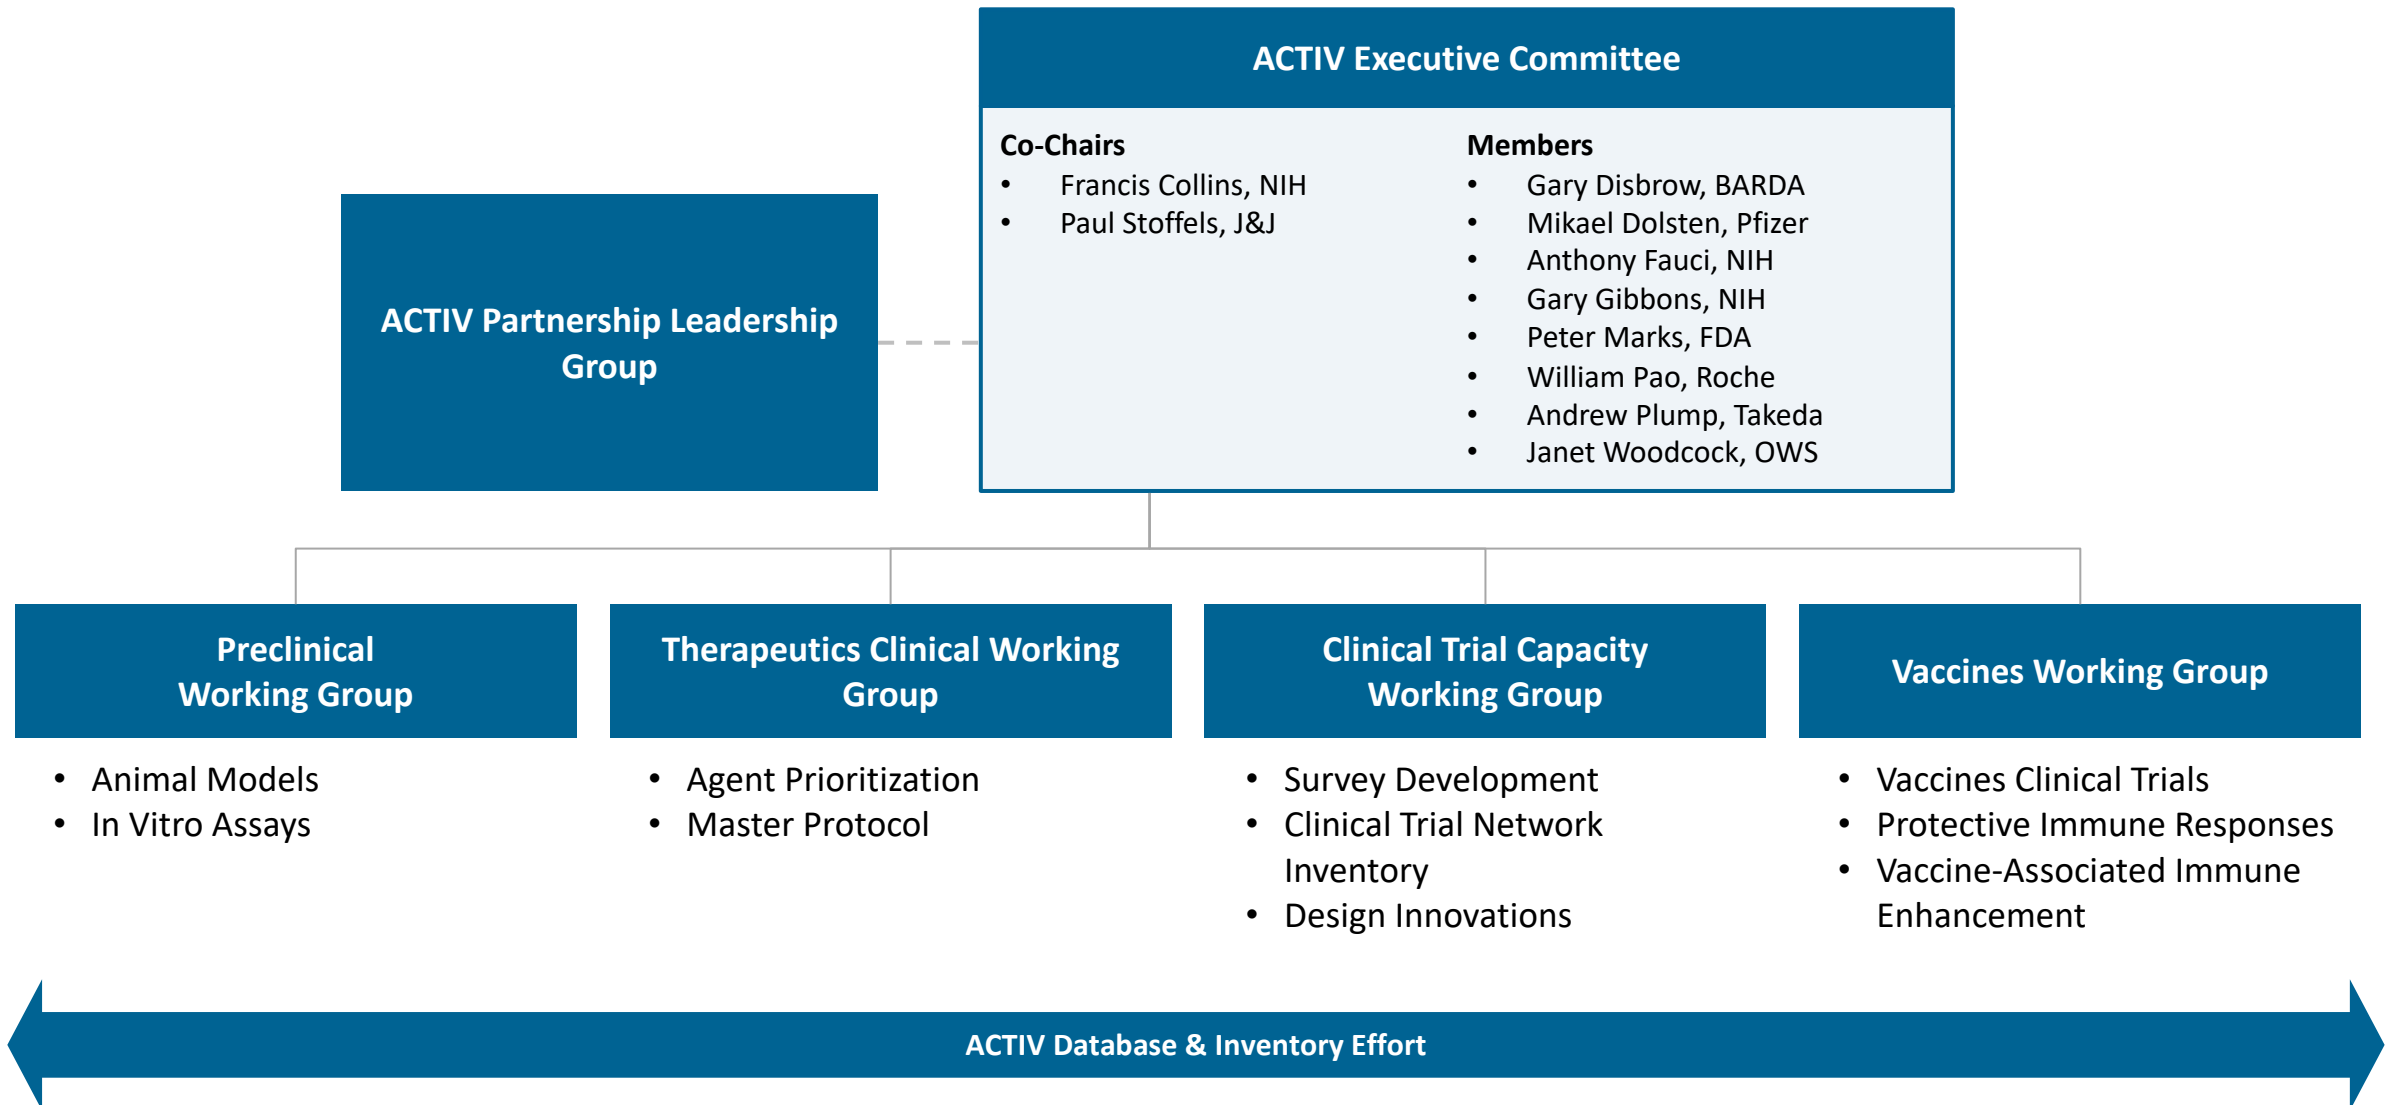 ACTIV Executive Committee
Co-Chairs
• Francis Collins, NIH
• Paul Stoffels, J&J
Members
• Gary Disbrow, BARDA
• Mikael Dolsten, Pfizer
• Anthony Fauci, NIH
• Gary Gibbons, NIH
• Peter Marks, FDA
• William Pao, Roche
• Andrew Plump, Takeda
• Janet Woodcock, OWS
ACTIV Partnership Leadership
Group
Preclinical
Working Group
• Animal Models
• In Vitro Assays
Therapeutics Clinical Working
Group
• Agent Prioritization
• Master Protocol
Clinical Trial Capacity
Working Group
• Survey Development
• Clinical Trial Network
Inventory
• Design Innovations
Vaccines Working Group
• Vaccines Clinical Trials
• Protective Immune Responses
• Vaccine-Associated Immune
Enhancement
ACTIV Database & Inventory Effort